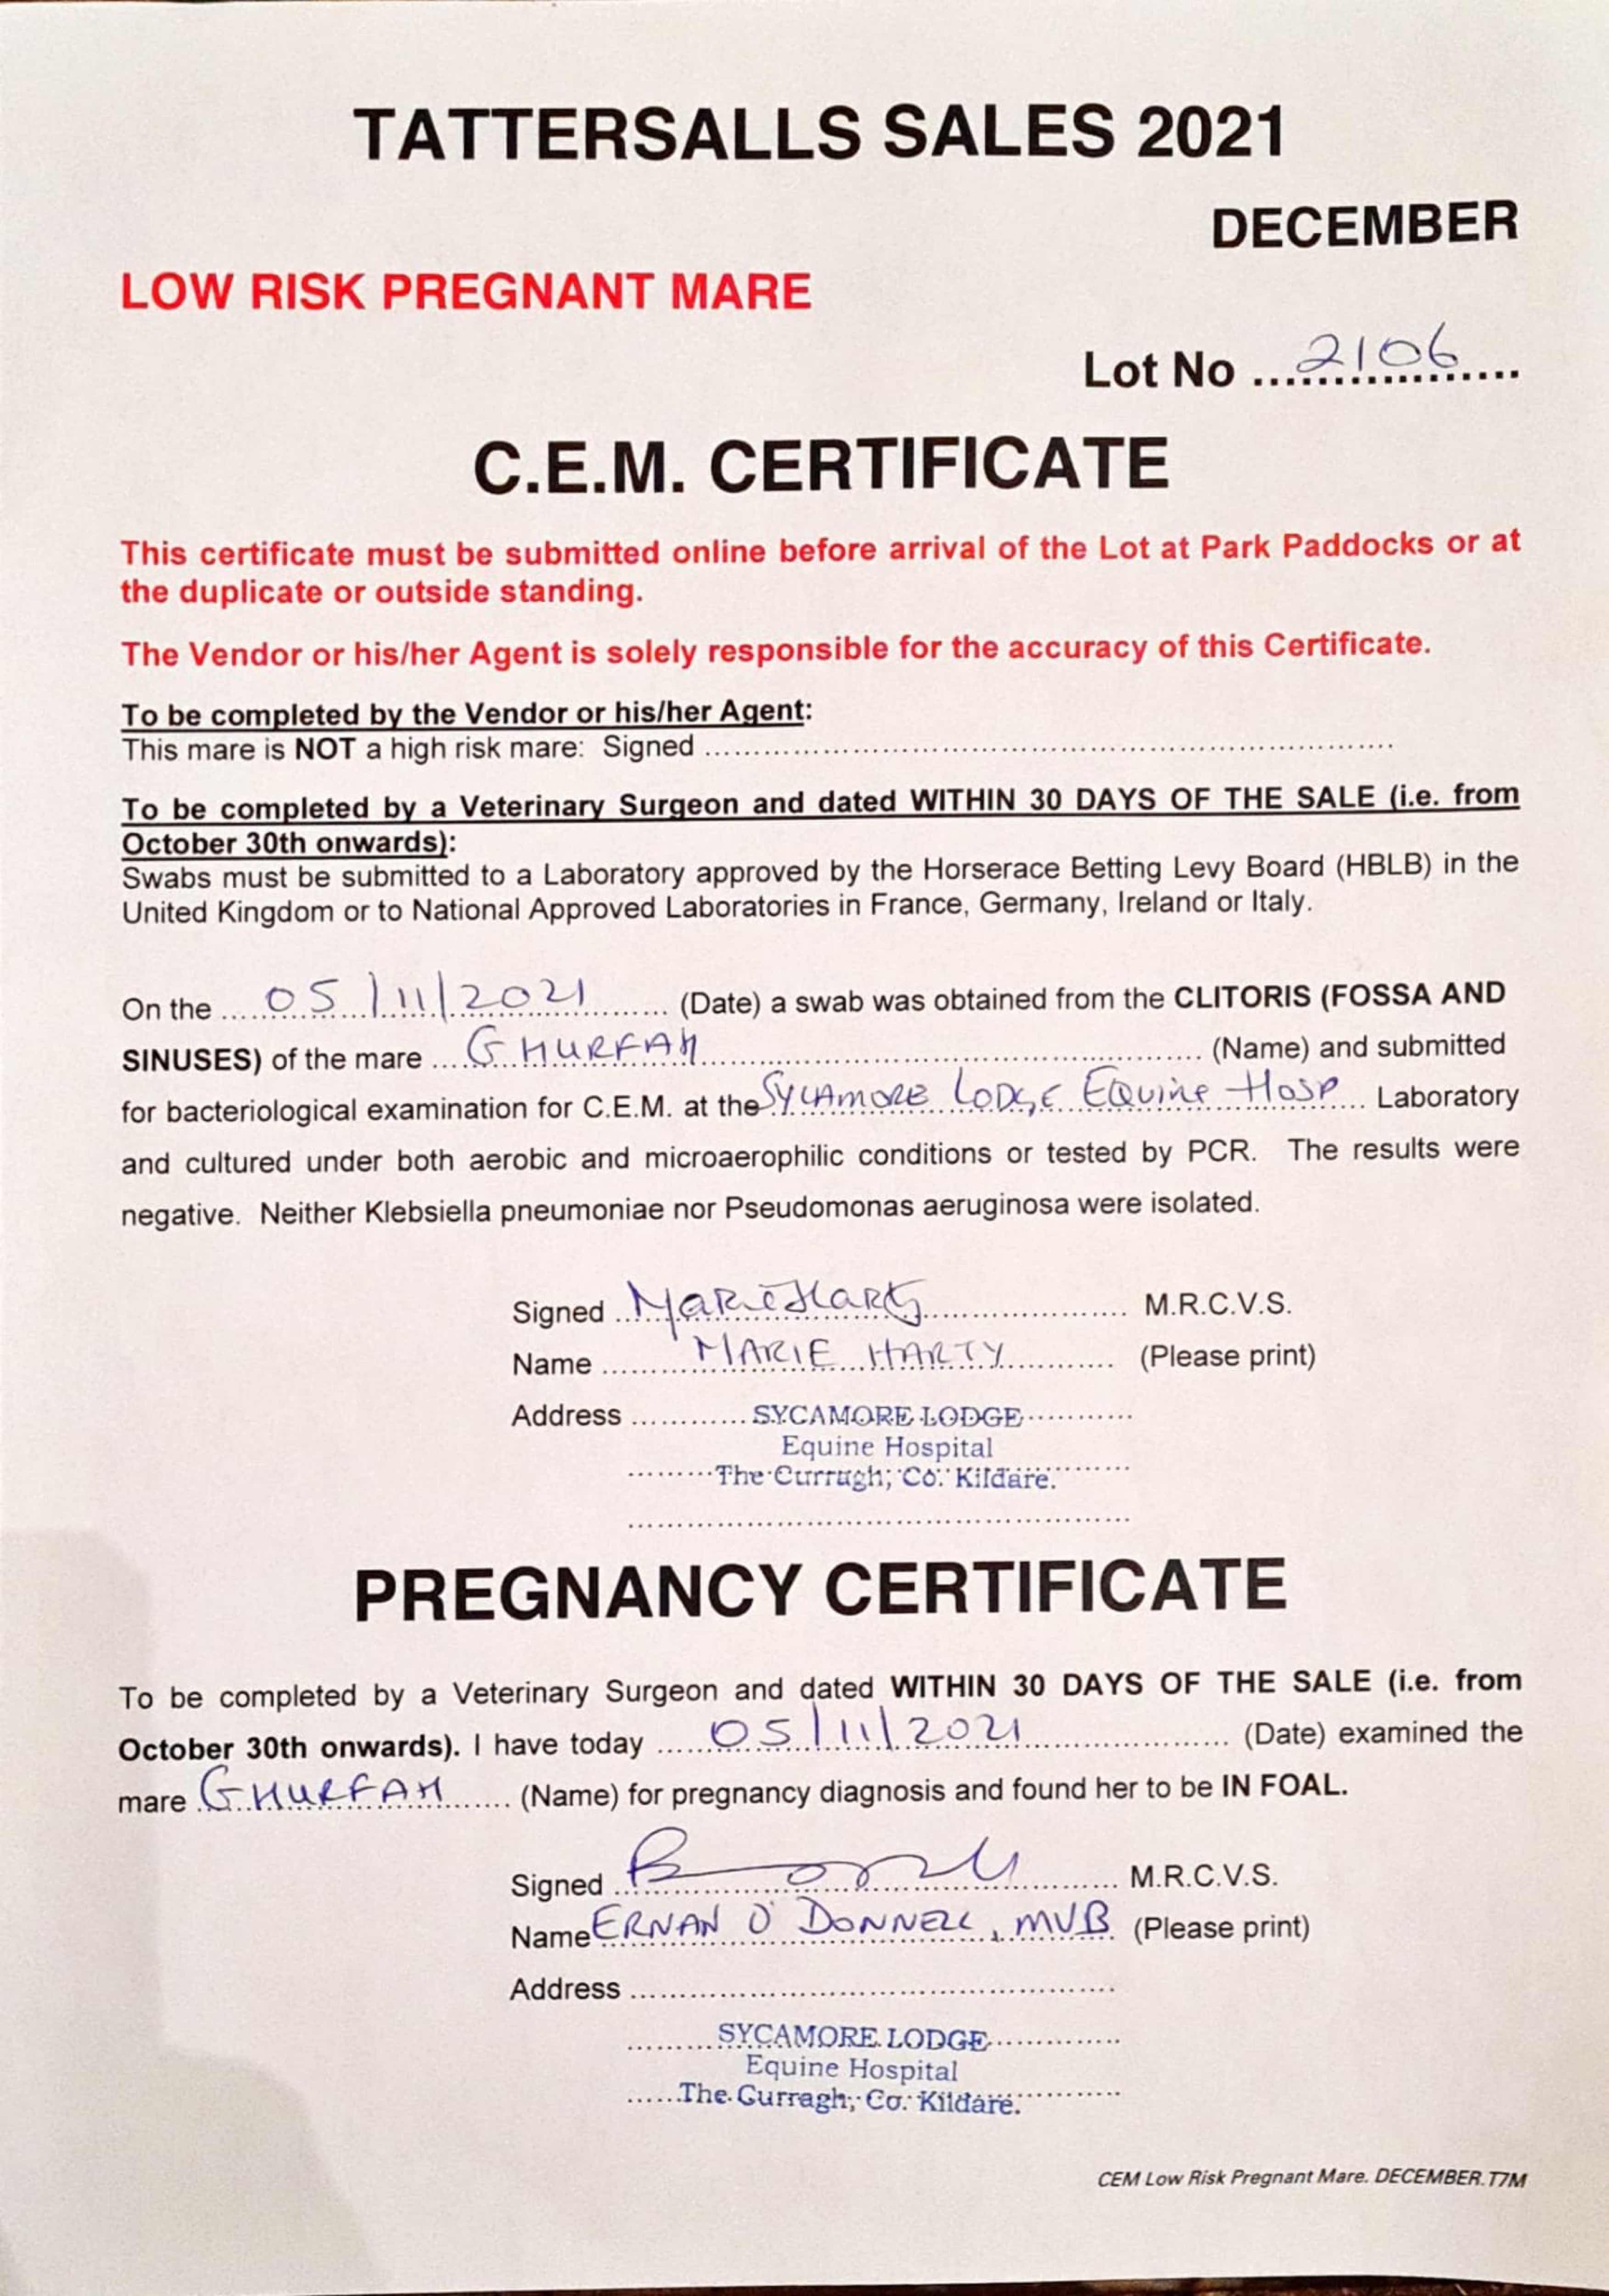 TATTERSALLS SALES 2021
DECEMBER
LOW RISK PREGNANT MARE
Lot No ....2106....
C.E.M. CERTIFICATE
This certificate must be submitted online before arrival of the Lot at Park Paddocks or at
the duplicate or outside standing.
The Vendor or his/her Agent is solely responsible for the accuracy of this Certificate.
To be completed by the Vendor or his/her Agent:
This mare is NOT a high risk mare: Signed ....................
To be completed by a Veterinary Surgeon and dated WITHIN 30 DAYS OF THE SALE (i.e. from
October 30th onwards):
Swabs must be submitted to a Laboratory approved by the Horserace Betting Levy Board (HBLB) in the
United Kingdom or to National Approved Laboratories in France, Germany, Ireland or Italy.
On the ....05/11/2021.... (Date) a swab was obtained from the CLITORIS (FOSSA AND
SINUSES) of the mare ....GHURFAH.... (Name) and submitted
for bacteriological examination for C.E.M. at the SYCAMORE LODGE EQUINE HOSP.... Laboratory
and cultured under both aerobic and microaerophilic conditions or tested by PCR. The results were
negative. Neither Klebsiella pneumoniae nor Pseudomonas aeruginosa were isolated.
Signed ....Marie Harty.... M.R.C.V.S.
Name ....MARIE HARTY.... (Please print)
Address ....SYCAMORE LODGE....
Equine Hospital
....The Curragh, Co. Kildare.....
....................
PREGNANCY CERTIFICATE
To be completed by a Veterinary Surgeon and dated WITHIN 30 DAYS OF THE SALE (i.e. from
October 30th onwards). I have today ....05/11/2021.... (Date) examined the
mare GHURFAH.... (Name) for pregnancy diagnosis and found her to be IN FOAL.
Signed .... M.R.C.V.S.
Name ERNAN O'DONNELL, MVB (Please print)
Address ....................
....SYCAMORE LODGE....
Equine Hospital
....The Curragh, Co. Kildare.....
CEM Low Risk Pregnant Mare. DECEMBER.T7M